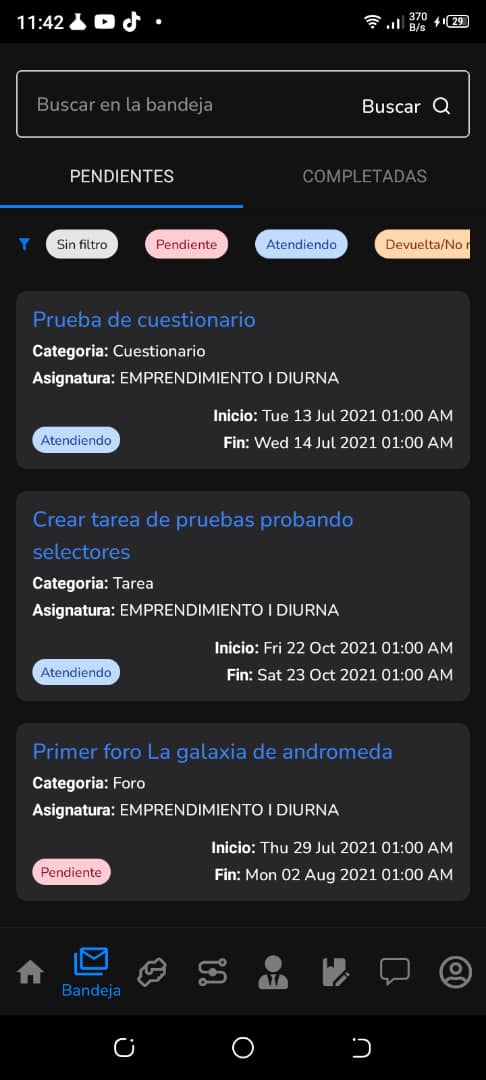 11:42
370
B/s
29
Buscar en la bandeja
Buscar
PENDIENTES
COMPLETADAS
Sin filtro
Pendiente
Atendiendo
Devuelta/No r
Prueba de cuestionario
Categoria: Cuestionario
Asignatura: EMPRENDIMIENTO I DIURNA
Inicio: Tue 13 Jul 2021 01:00 AM
Atendiendo
Fin: Wed 14 Jul 2021 01:00 AM
Crear tarea de pruebas probando
selectores
Categoria: Tarea
Asignatura: EMPRENDIMIENTO I DIURNA
Inicio: Fri 22 Oct 2021 01:00 AM
Atendiendo
Fin: Sat 23 Oct 2021 01:00 AM
Primer foro La galaxia de andromeda
Categoria: Foro
Asignatura: EMPRENDIMIENTO I DIURNA
Inicio: Thu 29 Jul 2021 01:00 AM
Pendiente
Fin: Mon 02 Aug 2021 01:00 AM
Bandeja